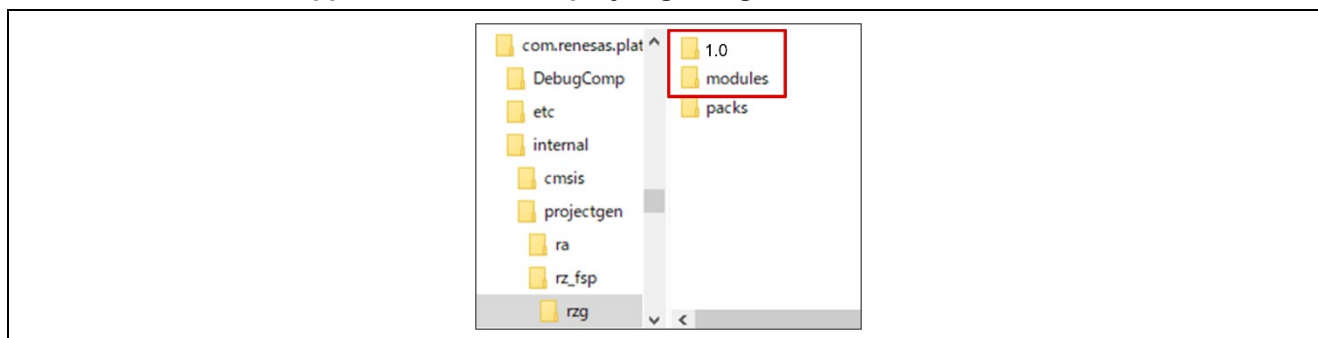 com.renesas.plat
DebugComp
etc
internal
cmsis
projectgen
ra
rz_fsp
rzg
1.0
modules
packs